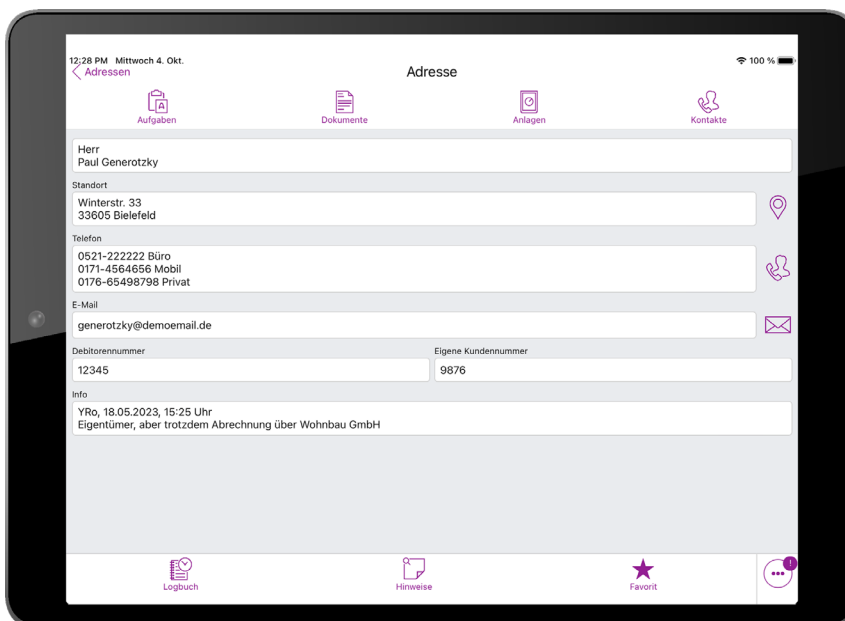 12:28 PM Mittwoch 4. Okt.
100 %
Adressen
Adresse
Aufgaben
Dokumente
Anlagen
Kontakte
Herr
Paul Generotzky
Standort
Winterstr. 33
33605 Bielefeld
Telefon
0521-222222 Büro
0171-4564656 Mobil
0176-65498798 Privat
E-Mail
generotzky@demoemail.de
Debitorennummer
Eigene Kundennummer
12345
9876
Info
YRo, 18.05.2023, 15:25 Uhr
Eigentümer, aber trotzdem Abrechnung über Wohnbau GmbH
Logbuch
Hinweise
Favorit